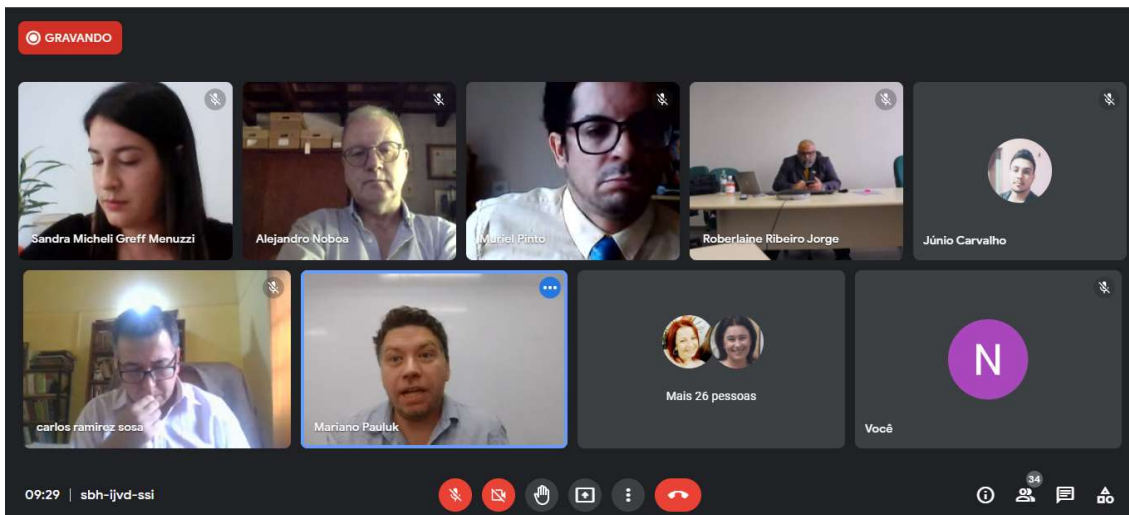 GRAVANDO
Sandra Micheli Greff Menuzzi
Alejandro Noboa
Muriel Pinto
Roberlaine Ribeiro Jorge
Júnio Carvalho
carlos ramirez sosa
Mariano Pauluk
Mais 26 pessoas
N
Você
09:29 | sbh-ijvd-ssi
34